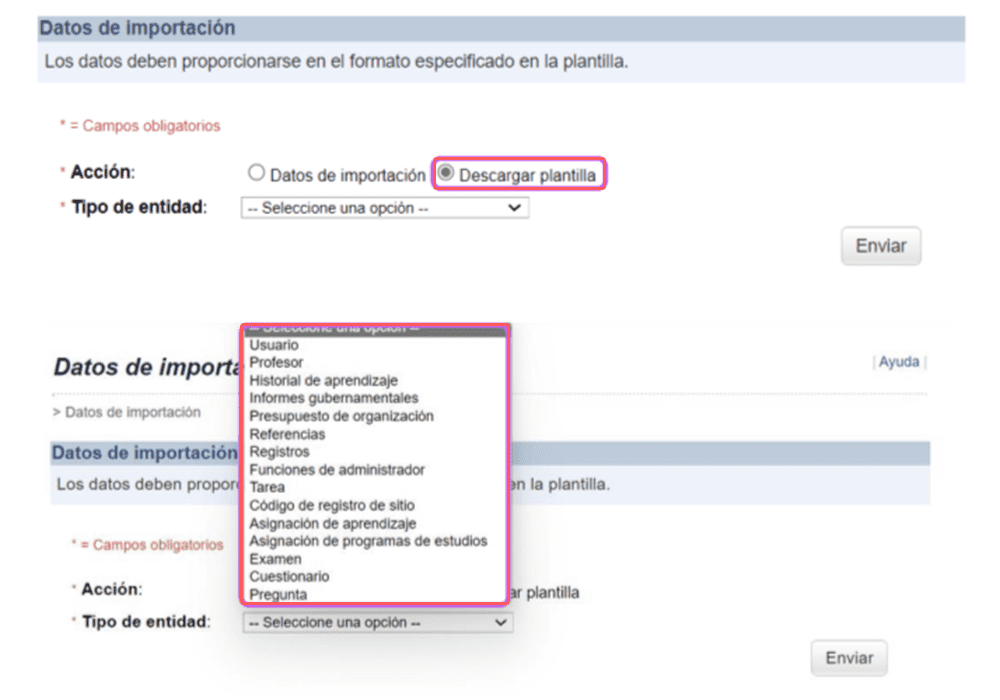 Datos de importación
Los datos deben proporcionarse en el formato especificado en la plantilla.
* = Campos obligatorios
* Acción: Datos de importación Descargar plantilla
* Tipo de entidad: -- Seleccione una opción --
Enviar
-- Seleccione una opción --
Usuario
Profesor
Historial de aprendizaje
Informes gubernamentales
Presupuesto de organización
Referencias
Registros
Funciones de administrador
Tarea
Código de registro de sitio
Asignación de aprendizaje
Asignación de programas de estudios
Examen
Cuestionario
Pregunta
Datos de importa
| Ayuda |
> Datos de importación
Datos de importación
Los datos deben propor en la plantilla.
* = Campos obligatorios
* Acción: ar plantilla
* Tipo de entidad: -- Seleccione una opción --
Enviar